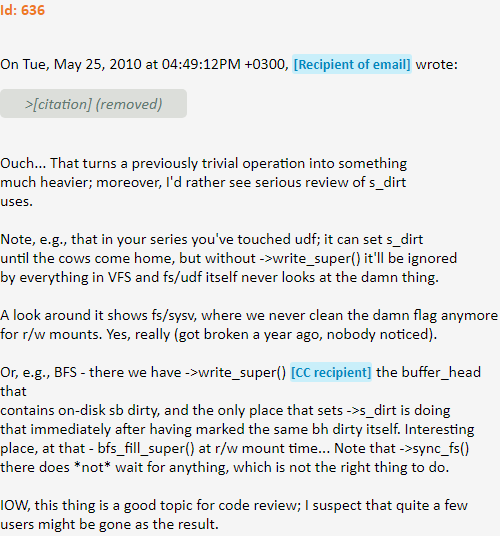 Id: 636
On Tue, May 25, 2010 at 04:49:12PM +0300, [Recipient of email] wrote:
>[citation] (removed)
Ouch... That turns a previously trivial operation into something
much heavier; moreover, I'd rather see serious review of s_dirt
uses.
Note, e.g., that in your series you've touched udf; it can set s_dirt
until the cows come home, but without ->write_super() it'll be ignored
by everything in VFS and fs/udf itself never looks at the damn thing.
A look around it shows fs/sysv, where we never clean the damn flag anymore
for r/w mounts. Yes, really (got broken a year ago, nobody noticed).
Or, e.g., BFS - there we have ->write_super() [CC recipient] the buffer_head
that
contains on-disk sb dirty, and the only place that sets ->s_dirt is doing
that immediately after having marked the same bh dirty itself. Interesting
place, at that - bfs_fill_super() at r/w mount time... Note that ->sync_fs()
there does *not* wait for anything, which is not the right thing to do.
IOW, this thing is a good topic for code review; I suspect that quite a few
users might be gone as the result.